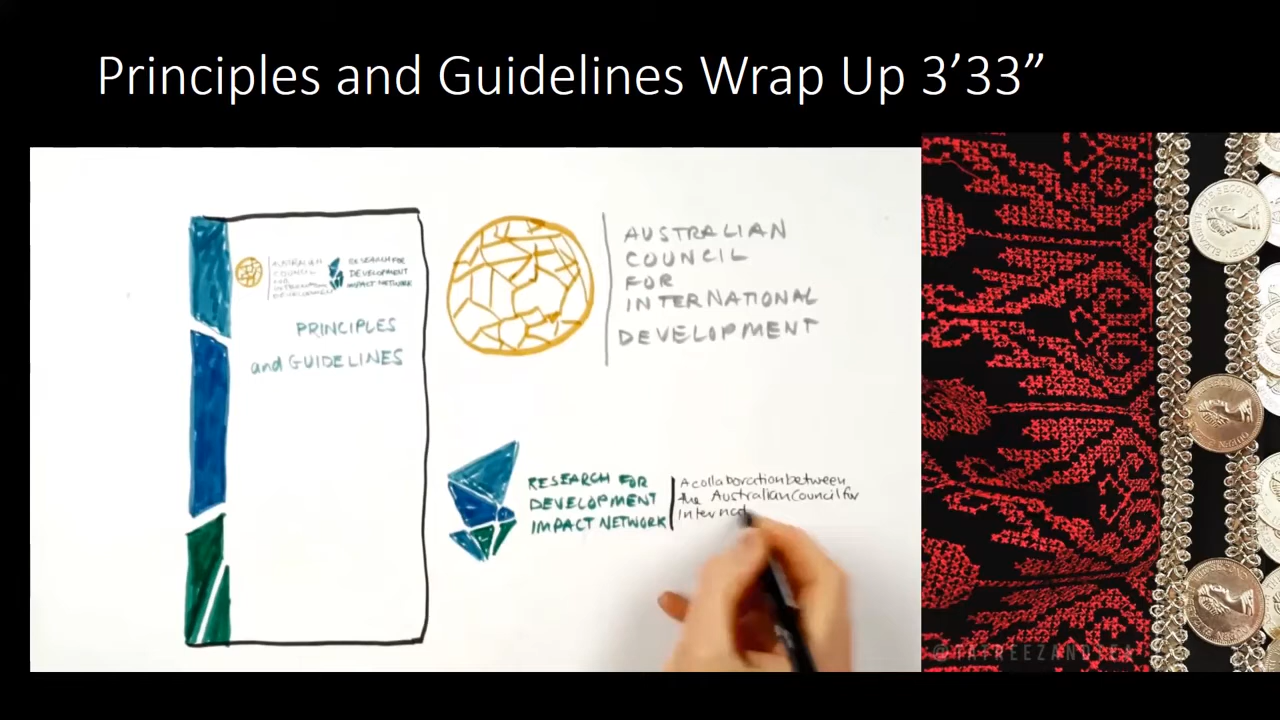 Principles and Guidelines Wrap Up 3’33”
AUSTRALIAN
COUNCIL
FOR
INTERNATIONAL
DEVELOPMENT
RESEARCH FOR
DEVELOPMENT
IMPACT NETWORK
PRINCIPLES
and GUIDELINES
AUSTRALIAN
COUNCIL
FOR
INTERNATIONAL
DEVELOPMENT
RESEARCH FOR
DEVELOPMENT
IMPACT NETWORK
A collaboration between
the Australian Council for
Internat
@TATREEZANDTEA